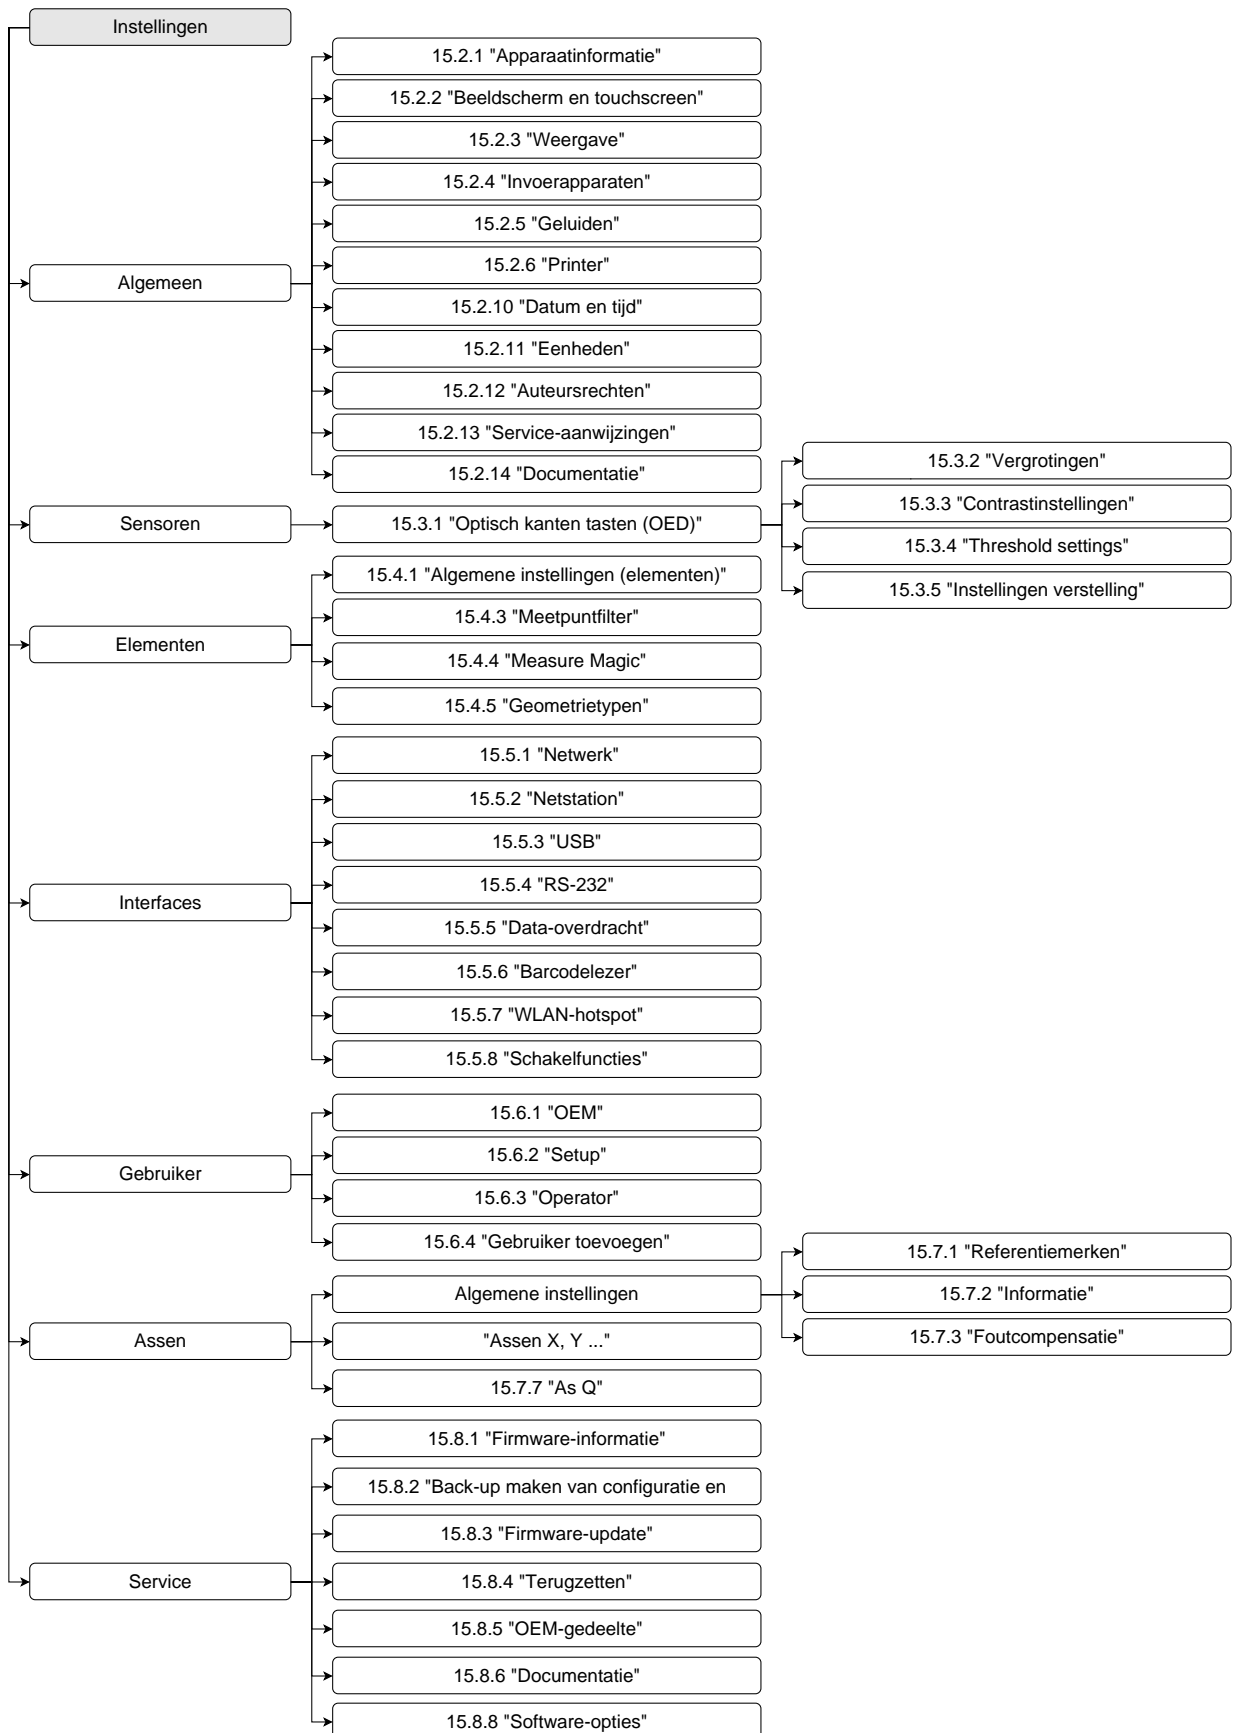 Instellingen
15.2.1 "Apparaatinformatie"
15.2.2 "Beeldscherm en touchscreen"
15.2.3 "Weergave"
15.2.4 "Invoerapparaten"
15.2.5 "Geluiden"
Algemeen
15.2.6 "Printer"
15.2.10 "Datum en tijd"
15.2.11 "Eenheden"
15.2.12 "Auteursrechten"
15.2.13 "Service-aanwijzingen"
15.2.14 "Documentatie"
Sensoren
15.3.1 "Optisch kanten tasten (OED)"
15.3.2 "Vergrotingen"
15.3.3 "Contrastinstellingen"
15.3.4 "Threshold settings"
15.3.5 "Instellingen verstelling"
Elementen
15.4.1 "Algemene instellingen (elementen)"
15.4.3 "Meetpuntfilter"
15.4.4 "Measure Magic"
15.4.5 "Geometrietypen"
Interfaces
15.5.1 "Netwerk"
15.5.2 "Netstation"
15.5.3 "USB"
15.5.4 "RS-232"
15.5.5 "Data-overdracht"
15.5.6 "Barcodelezer"
15.5.7 "WLAN-hotspot"
15.5.8 "Schakelfuncties"
Gebruiker
15.6.1 "OEM"
15.6.2 "Setup"
15.6.3 "Operator"
15.6.4 "Gebruiker toevoegen"
Assen
Algemene instellingen
15.7.1 "Referentiemerken"
15.7.2 "Informatie"
15.7.3 "Foutcompensatie"
"Assen X, Y ..."
15.7.7 "As Q"
Service
15.8.1 "Firmware-informatie"
15.8.2 "Back-up maken van configuratie en
15.8.3 "Firmware-update"
15.8.4 "Terugzetten"
15.8.5 "OEM-gedeelte"
15.8.6 "Documentatie"
15.8.8 "Software-opties"